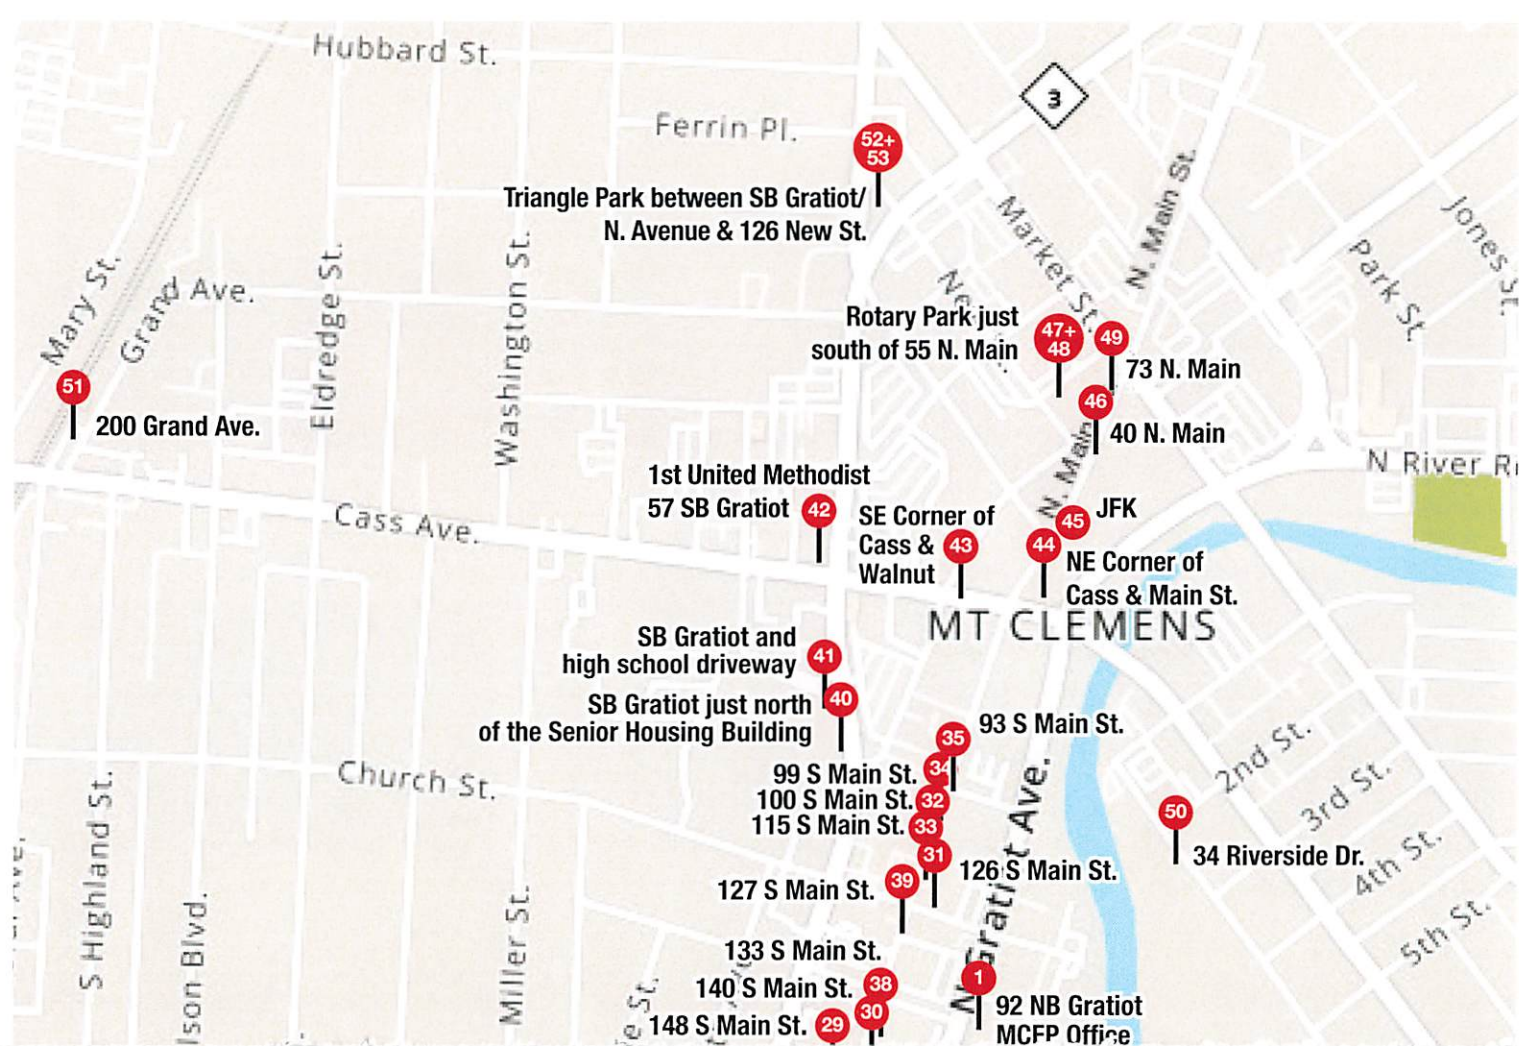 Hubbard St.
3
Ferrin Pl.
52+
53
Triangle Park between SB Gratiot/
N. Avenue & 126 New St.
N. Main St.
Market St.
Jones St.
Park St.
Mary St.
Grand Ave.
Eldredge St.
Washington St.
Rotary Park just
south of 55 N. Main
47+
48
49
73 N. Main
46
40 N. Main
51
200 Grand Ave.
N River
Cass Ave.
1st United Methodist
57 SB Gratiot
42
SE Corner of
Cass &
Walnut
43
N. Main
45
JFK
44
NE Corner of
Cass & Main St.
MT CLEMENS
SB Gratiot and
high school driveway
41
SB Gratiot just north
of the Senior Housing Building
40
35
93 S Main St.
99 S Main St.
34
100 S Main St.
32
115 S Main St.
33
31
126 S Main St.
127 S Main St.
39
Church St.
2nd St.
3rd St.
4th St.
5th St.
50
34 Riverside Dr.
S Highland St.
Blvd.
Miller St.
N Gratiot Ave.
133 S Main St.
140 S Main St.
38
30
148 S Main St.
29
1
92 NB Gratiot
MCFP Office